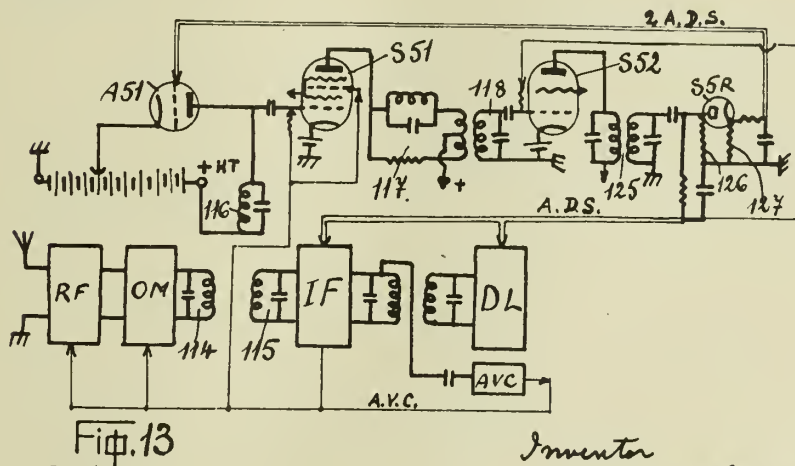 2 A.D.S.
S51
S52
S5R
A51
118
+HT
116
117.
+
125
126
127
A.D.S.
RF
OM
114
115
IF
DL
AVC
A.V.C.
Fig.13
Inventor